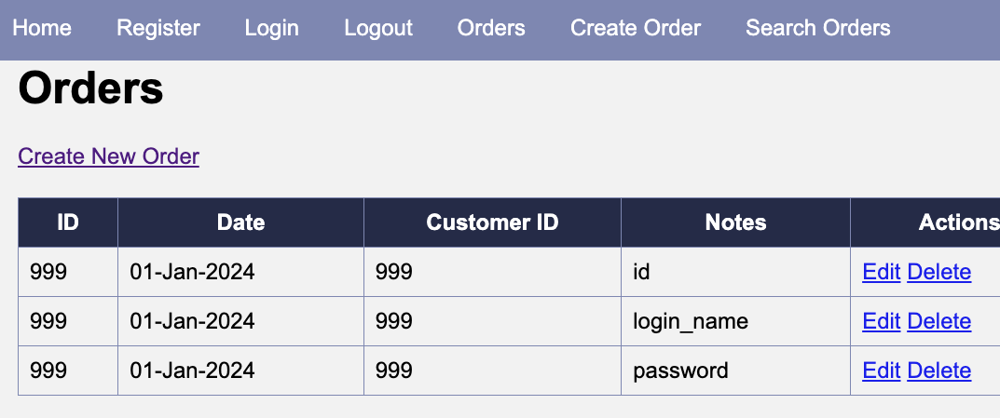 Home Register Login Logout Orders Create Order Search Orders
Orders
Create New Order
ID Date Customer ID Notes Actions
999 01-Jan-2024 999 id Edit Delete
999 01-Jan-2024 999 login_name Edit Delete
999 01-Jan-2024 999 password Edit Delete